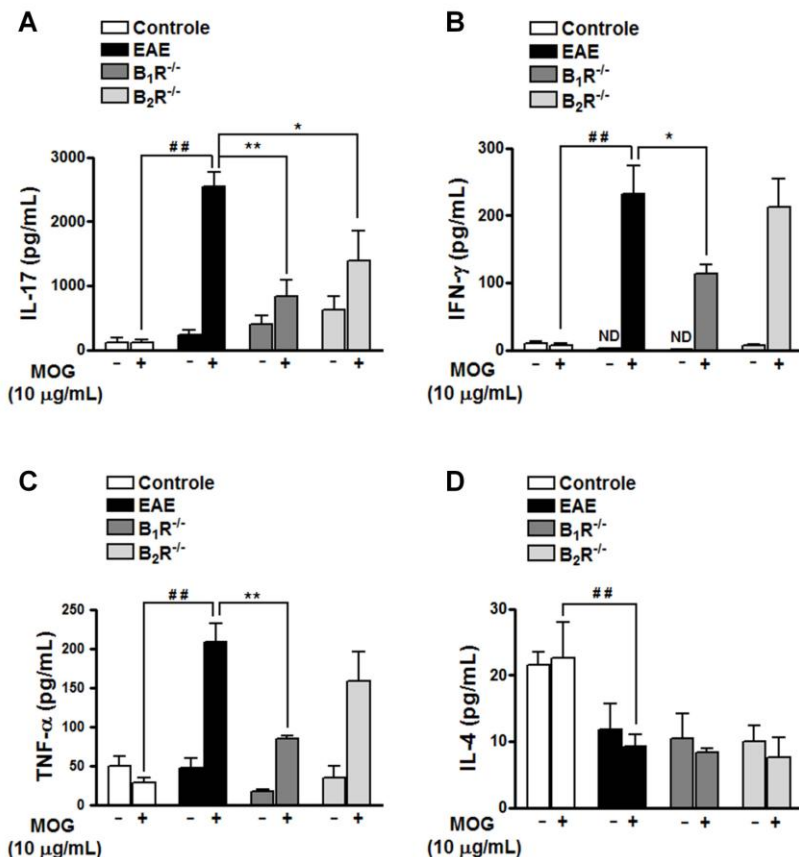 A
Controle
EAE
B₁R⁻/⁻
B₂R⁻/⁻
## ** *
IL-17 (pg/mL)
3000
2000
1000
0
- + - + - + - +
MOG
(10 µg/mL)
B
Controle
EAE
B₁R⁻/⁻
B₂R⁻/⁻
## *
IFN-γ (pg/mL)
300
200
100
0
ND ND
- + - + - + - +
MOG
(10 µg/mL)
C
Controle
EAE
B₁R⁻/⁻
B₂R⁻/⁻
## **
TNF-α (pg/mL)
250
200
150
100
50
0
- + - + - + - +
MOG
(10 µg/mL)
D
Controle
EAE
B₁R⁻/⁻
B₂R⁻/⁻
##
IL-4 (pg/mL)
30
20
10
0
- + - + - + - +
MOG
(10 µg/mL)